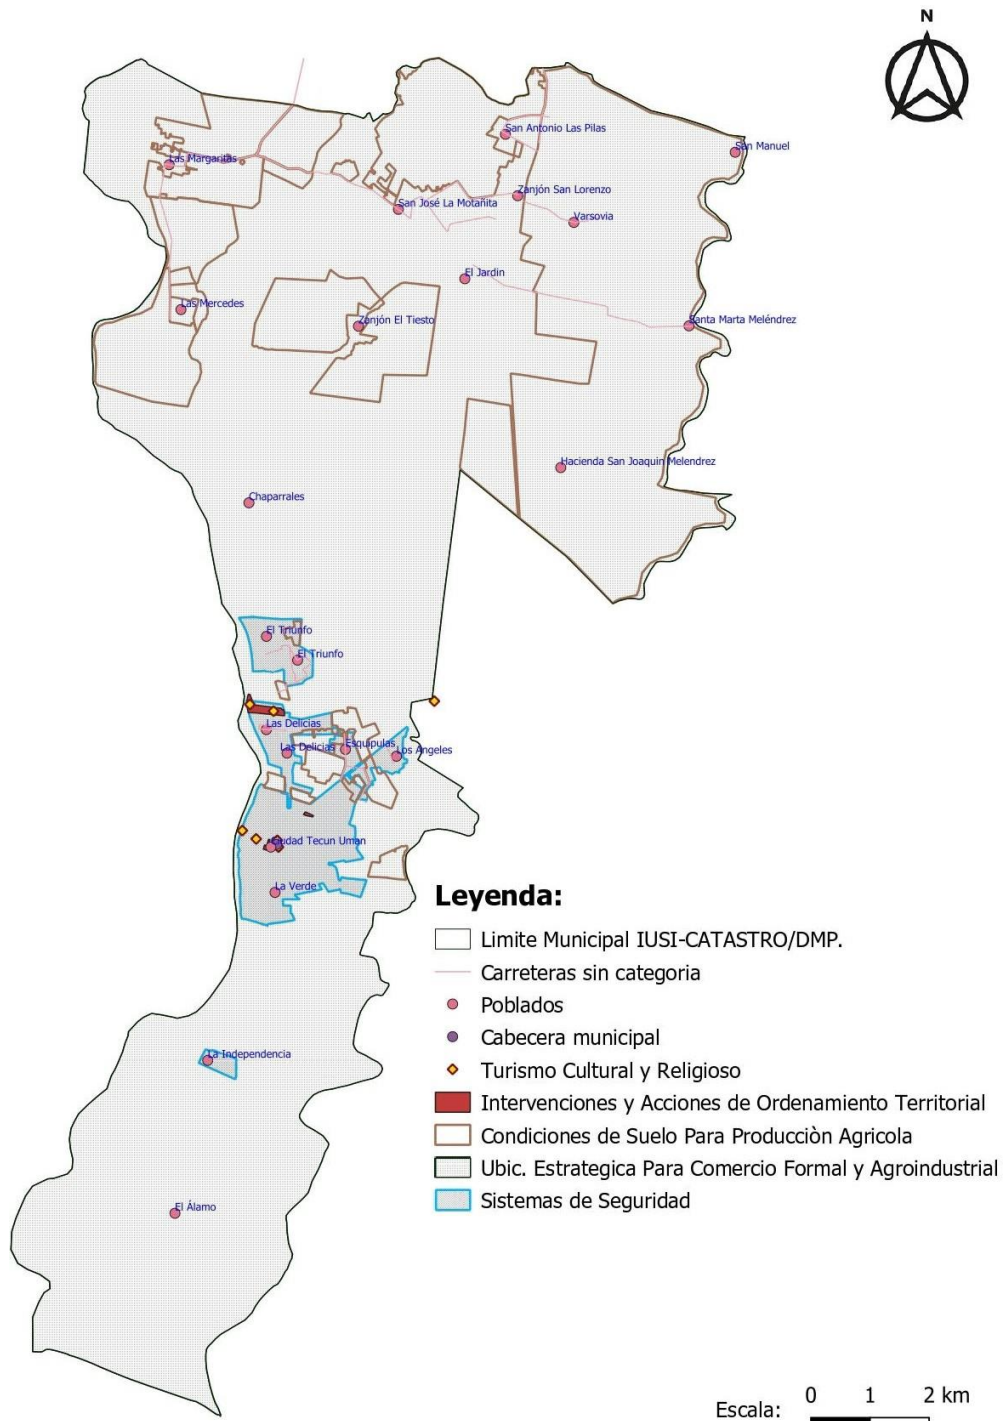 N
San Antonio Las Pilas
San Manuel
Las Margaritas
Zanjón San Lorenzo
San José La Motañita
Varsovia
El Jardin
Las Mercedes
Zanjón El Tiesto
Santa Marta Meléndrez
Hacienda San Joaquin Melendrez
Chaparrales
El Triunfo
El Triunfo
Las Delicias
Las Delicias
Esquipulas
Los Angeles
Ciudad Tecun Uman
La Verde
Leyenda:
Limite Municipal IUSI-CATASTRO/DMP.
Carreteras sin categoria
Poblados
Cabecera municipal
Turismo Cultural y Religioso
Intervenciones y Acciones de Ordenamiento Territorial
Condiciones de Suelo Para Producciòn Agricola
Ubic. Estrategica Para Comercio Formal y Agroindustrial
Sistemas de Seguridad
La Independencia
El Álamo
Escala:
0 1 2 km